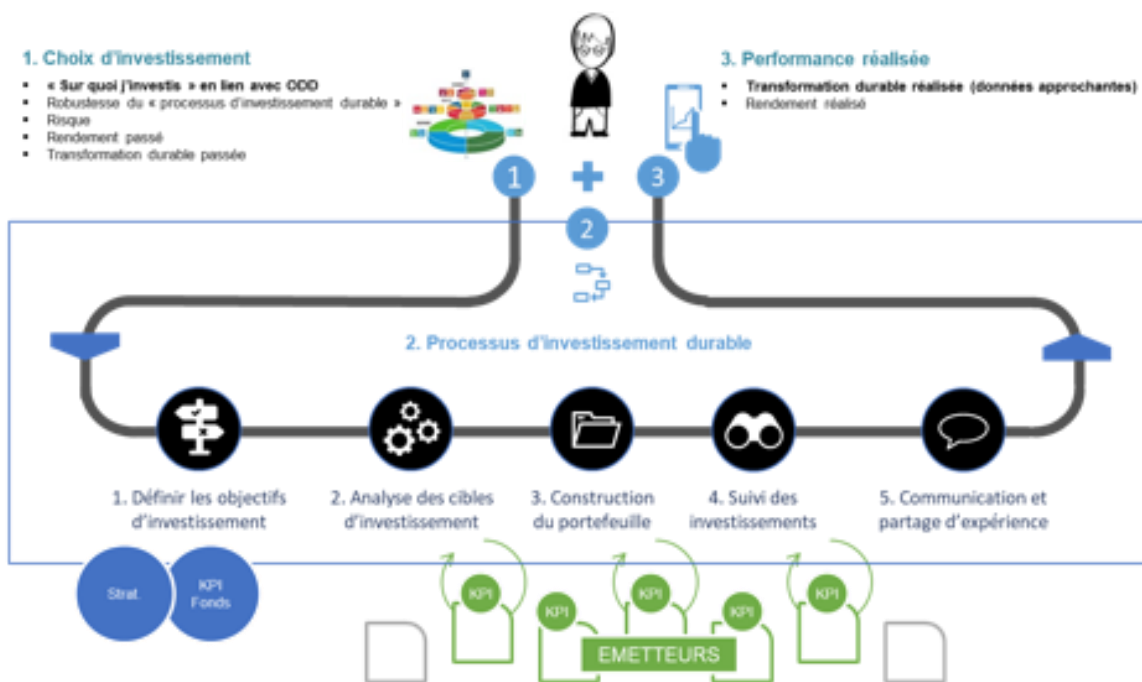 1. Choix d'investissement
« Sur quoi j'investis » en lien avec ODD
Robustesse du « processus d'investissement durable »
Risque
Rendement passé
Transformation durable passée
3. Performance réalisée
Transformation durable réalisée (données approchantes)
Rendement réalisé
1
3
2
2. Processus d'investissement durable
1. Définir les objectifs
d'investissement
2. Analyse des cibles
d'investissement
3. Construction
du portefeuille
4. Suivi des
investissements
5. Communication et
partage d'expérience
Strat.
KPI
Fonds
KPI
KPI
KPI
KPI
KPI
EMETTEURS